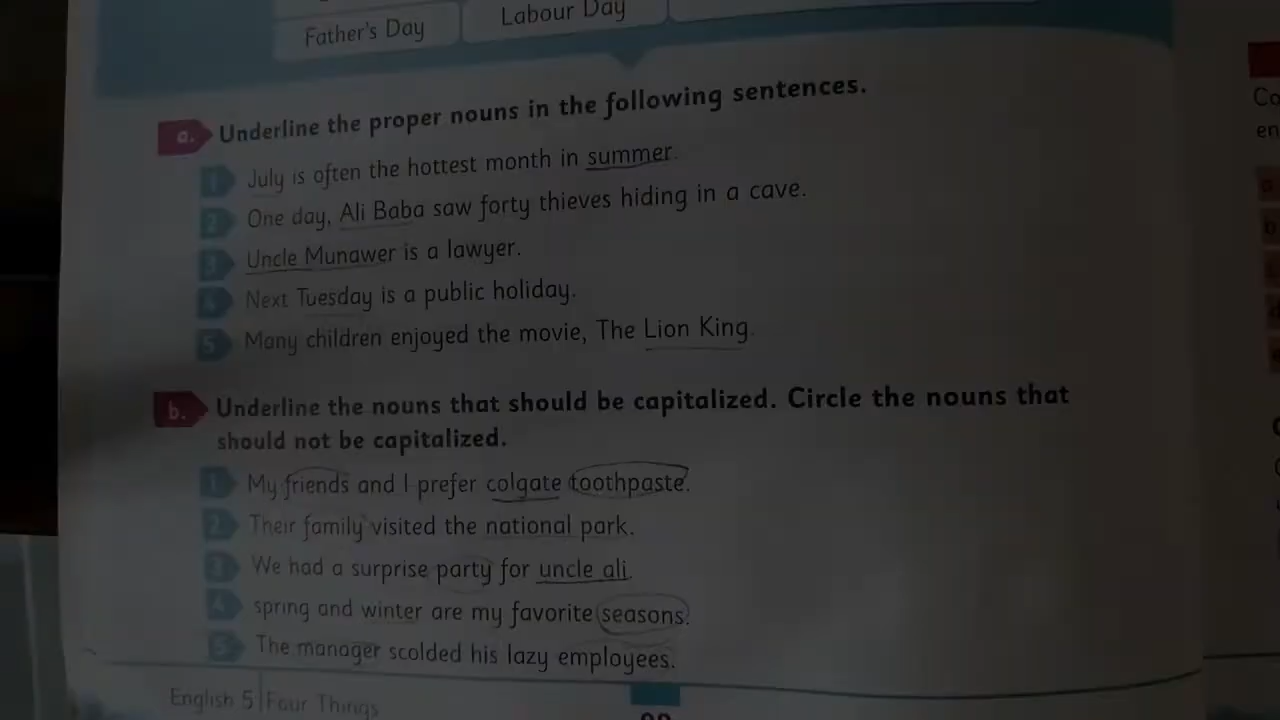 Father's Day
Labour Day
a. Underline the proper nouns in the following sentences.
1 July is often the hottest month in summer.
2 One day, Ali Baba saw forty thieves hiding in a cave.
3 Uncle Munawer is a lawyer.
4 Next Tuesday is a public holiday.
5 Many children enjoyed the movie, The Lion King.
b. Underline the nouns that should be capitalized. Circle the nouns that
should not be capitalized.
1 My friends and I prefer colgate toothpaste.
2 Their family visited the national park.
3 We had a surprise party for uncle ali.
4 spring and winter are my favorite seasons.
5 The manager scolded his lazy employees.
English 5 Four Things
Co
en